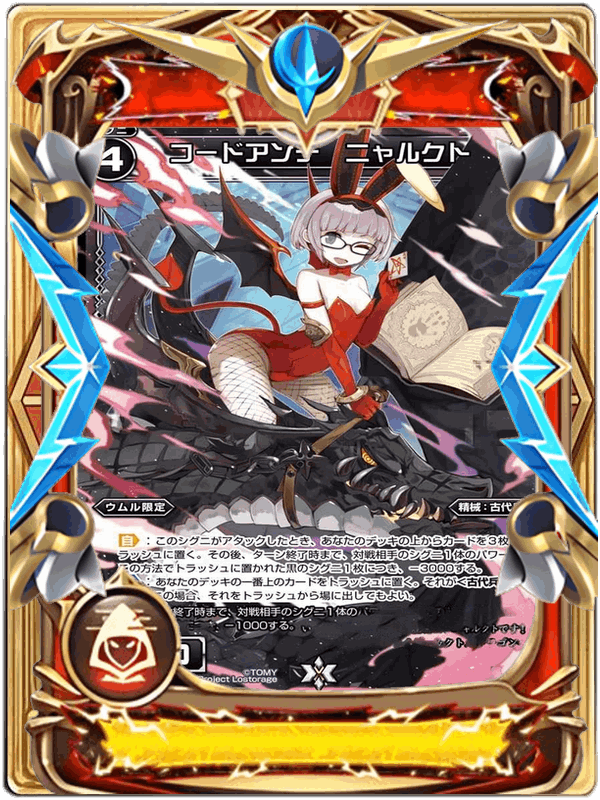 4
コードアンチ ニャルクト
ウムル限定
精械:古代
:このシグニがアタックしたとき、あなたのデッキの上からカードを3枚
ラッシュに置く。その後、ターン終了時まで、対戦相手のシグニ1体のパワー
の方法でトラッシュに置かれた黒のシグニ1枚につき、-3000する。
:あなたのデッキの一番上のカードをトラッシュに置く。それが<古代兵
の場合、それをトラッシュから場に出してもよい。
終了時まで、対戦相手のシグニ1体の
-1000する。
ャルクトです!
©TOMY
Project Lostorage